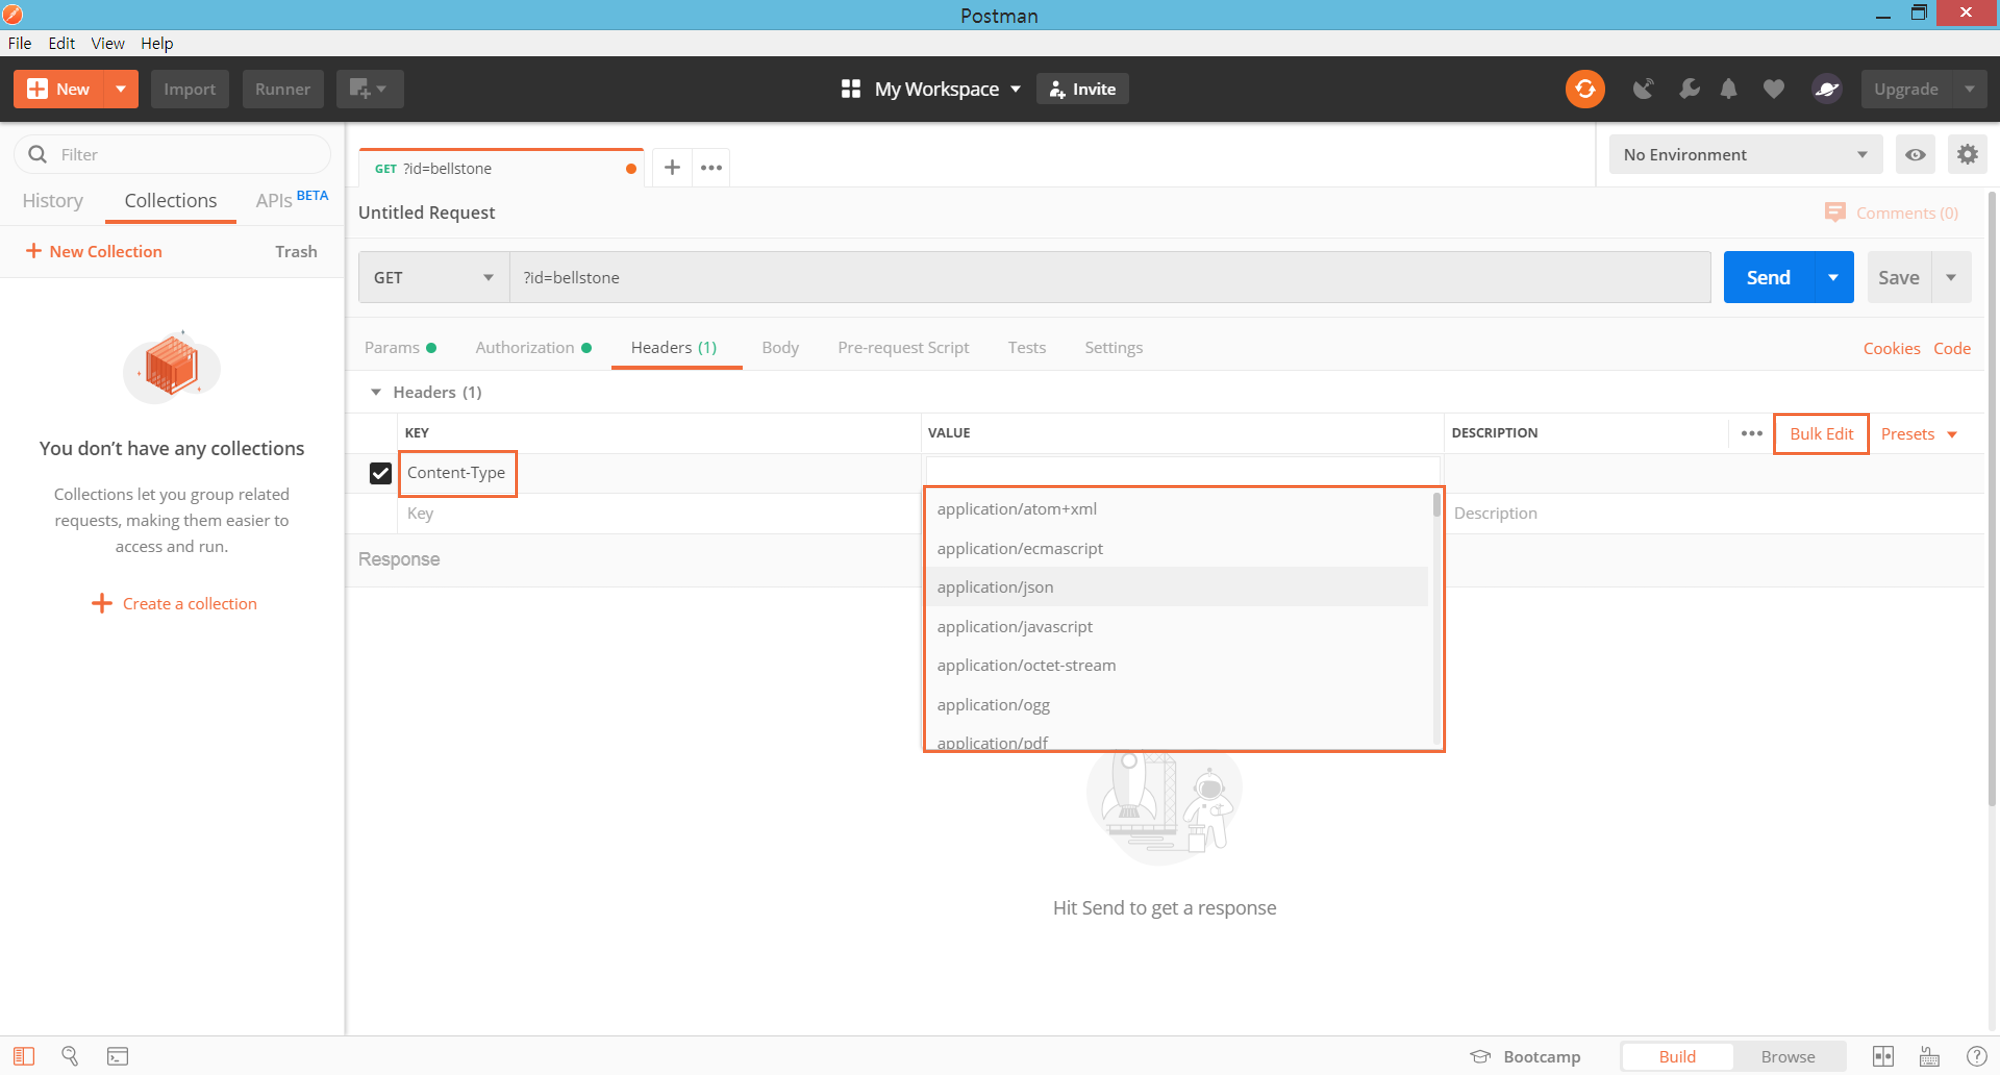 Postman
File Edit View Help
New Import Runner My Workspace Invite Upgrade
Filter
GET ?id=bellstone
No Environment
History Collections APIs BETA
Untitled Request
Comments (0)
New Collection Trash
GET ?id=bellstone Send Save
Params Authorization Headers (1) Body Pre-request Script Tests Settings Cookies Code
Headers (1)
KEY VALUE DESCRIPTION Bulk Edit Presets
Content-Type
Key Description
Response
application/atom+xml
application/ecmascript
application/json
application/javascript
application/octet-stream
application/ogg
application/pdf
You don't have any collections
Collections let you group related
requests, making them easier to
access and run.
Create a collection
Hit Send to get a response
Bootcamp Build Browse